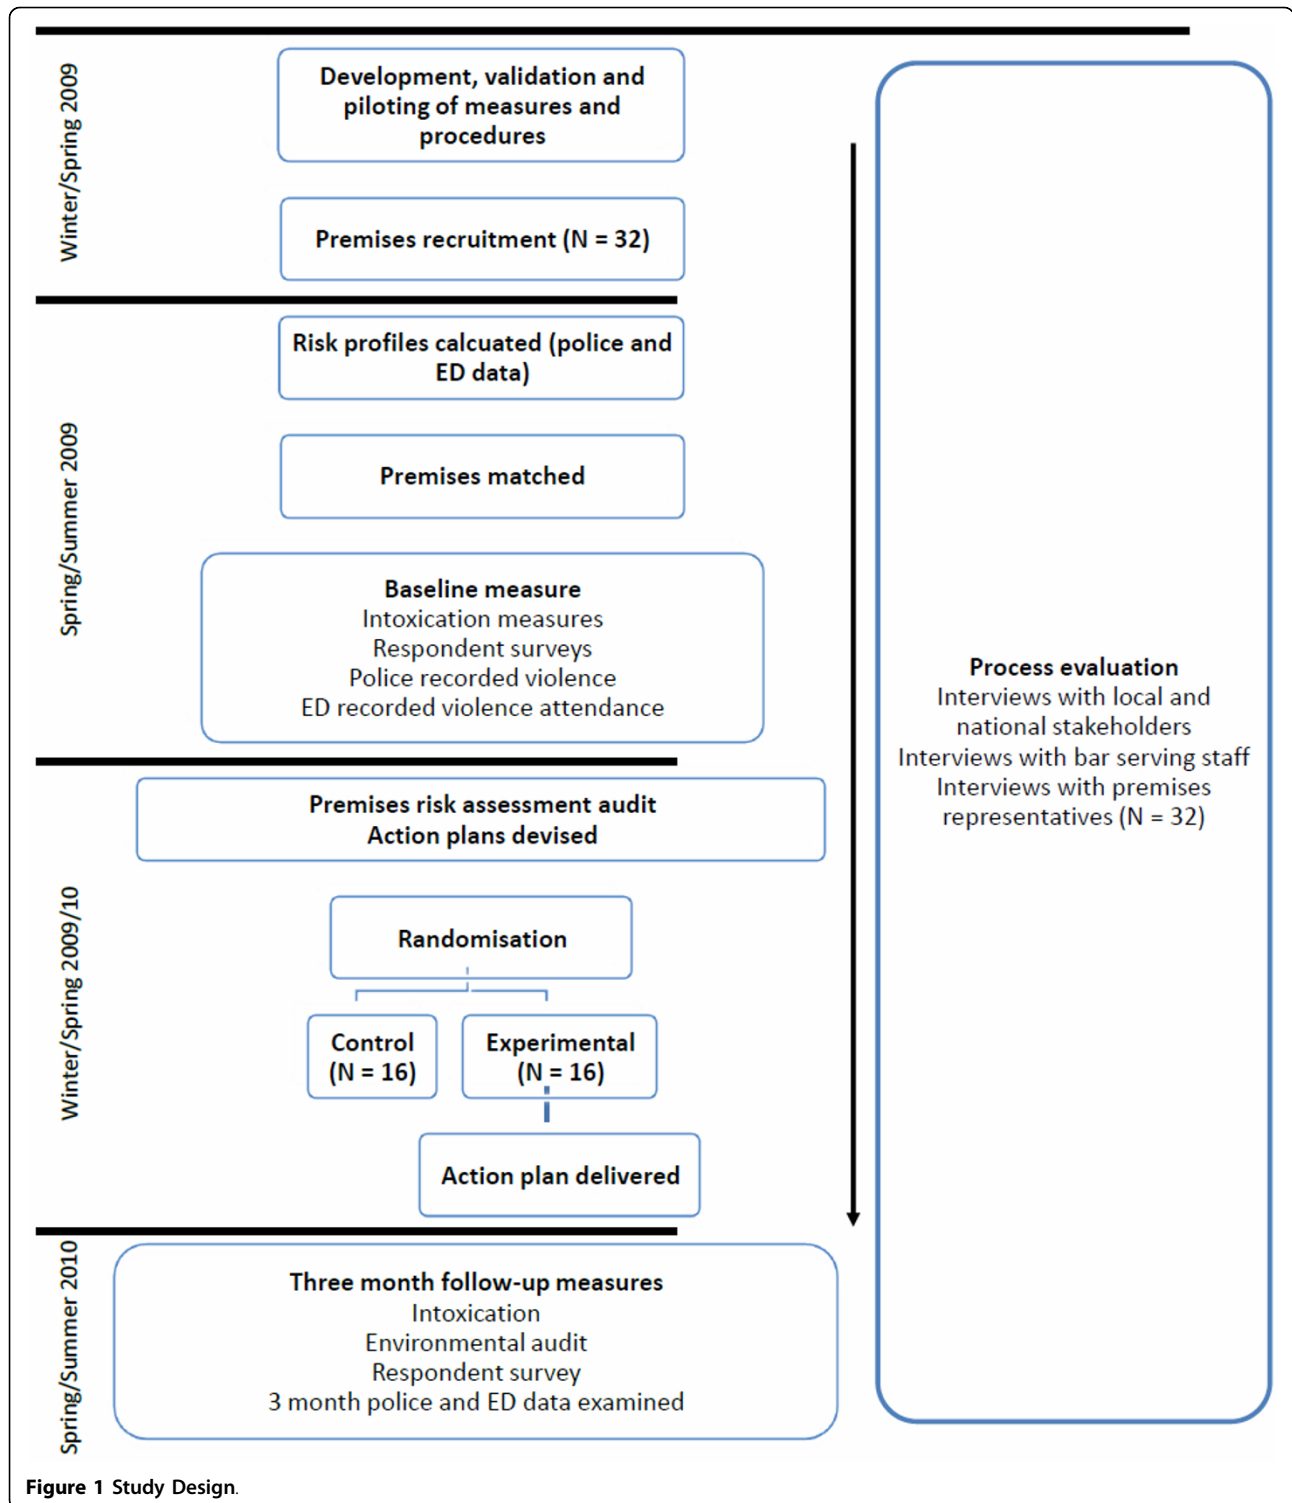 Winter/Spring 2009
Development, validation and
piloting of measures and
procedures
Premises recruitment (N = 32)
Spring/Summer 2009
Risk profiles calcuated (police and
ED data)
Premises matched
Baseline measure
Intoxication measures
Respondent surveys
Police recorded violence
ED recorded violence attendance
Winter/Spring 2009/10
Premises risk assessment audit
Action plans devised
Randomisation
Control
(N = 16)
Experimental
(N = 16)
Action plan delivered
Spring/Summer 2010
Three month follow-up measures
Intoxication
Environmental audit
Respondent survey
3 month police and ED data examined
Process evaluation
Interviews with local and
national stakeholders
Interviews with bar serving staff
Interviews with premises
representatives (N = 32)
Figure 1 Study Design.